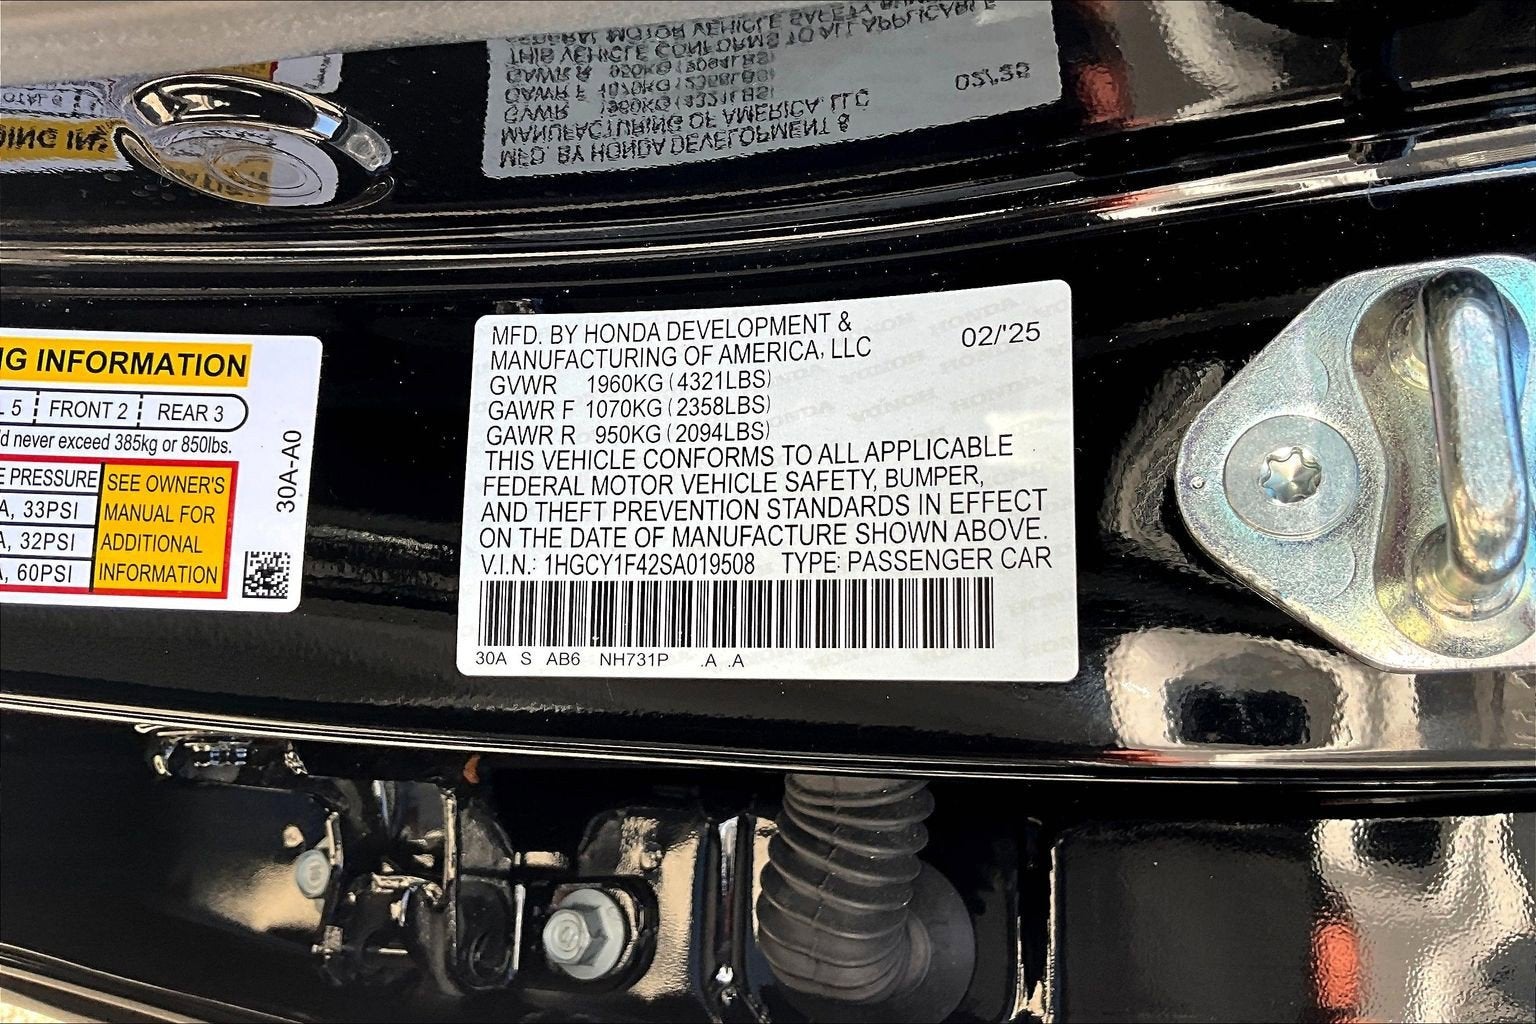 MFD. BY HONDA DEVELOPMENT &
MANUFACTURING OF AMERICA, LLC
02/'25
GVWR 1960KG (4321LBS)
GAWR F 1070KG (2358LBS)
GAWR R 950KG (2094LBS)
THIS VEHICLE CONFORMS TO ALL APPLICABLE
FEDERAL MOTOR VEHICLE SAFETY, BUMPER,
AND THEFT PREVENTION STANDARDS IN EFFECT
ON THE DATE OF MANUFACTURE SHOWN ABOVE.
V.I.N.: 1HGCY1F42SA019508 TYPE: PASSENGER CAR
30A S AB6 NH731P .A .A
INFORMATION
5 FRONT 2 REAR 3
never exceed 385kg or 850lbs.
PRESSURE
33PSI
32PSI
60PSI
SEE OWNER'S
MANUAL FOR
ADDITIONAL
INFORMATION
30A-A0